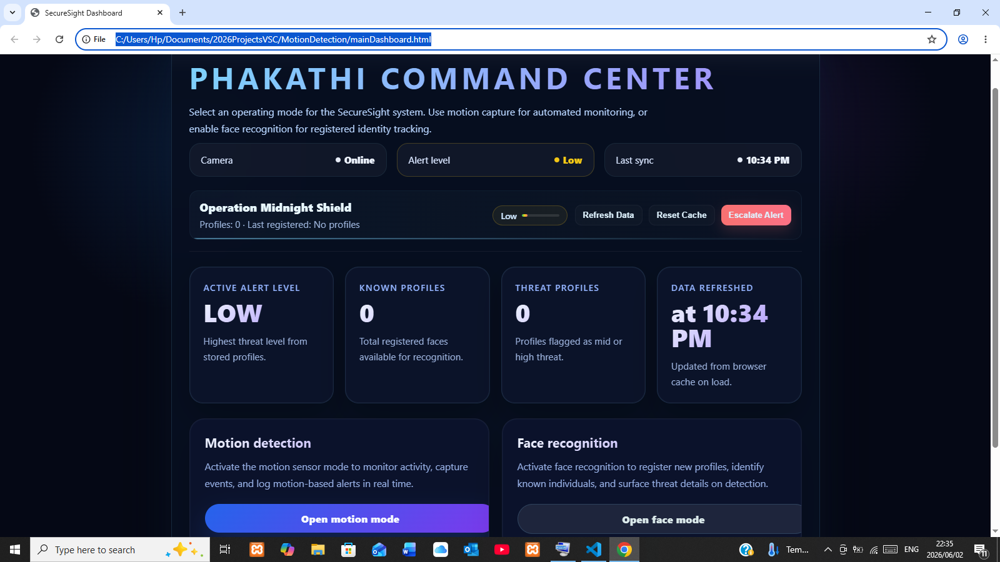 SecureSight Dashboard
File
C:/Users/Hp/Documents/2026ProjectsVSC/MotionDetection/mainDashboard.html
PHAKATHI COMMAND CENTER
Select an operating mode for the SecureSight system. Use motion capture for automated monitoring, or
enable face recognition for registered identity tracking.
Camera
Online
Alert level
Low
Last sync
10:34 PM
Operation Midnight Shield
Profiles: 0 · Last registered: No profiles
Low
Refresh Data
Reset Cache
Escalate Alert
ACTIVE ALERT LEVEL
LOW
Highest threat level from
stored profiles.
KNOWN PROFILES
0
Total registered faces
available for recognition.
THREAT PROFILES
0
Profiles flagged as mid or
high threat.
DATA REFRESHED
at 10:34
PM
Updated from browser
cache on load.
Motion detection
Activate the motion sensor mode to monitor activity, capture
events, and log motion-based alerts in real time.
Open motion mode
Face recognition
Activate face recognition to register new profiles, identify
known individuals, and surface threat details on detection.
Open face mode
Type here to search
Tem...
ENG
22:35
2026/06/02
11